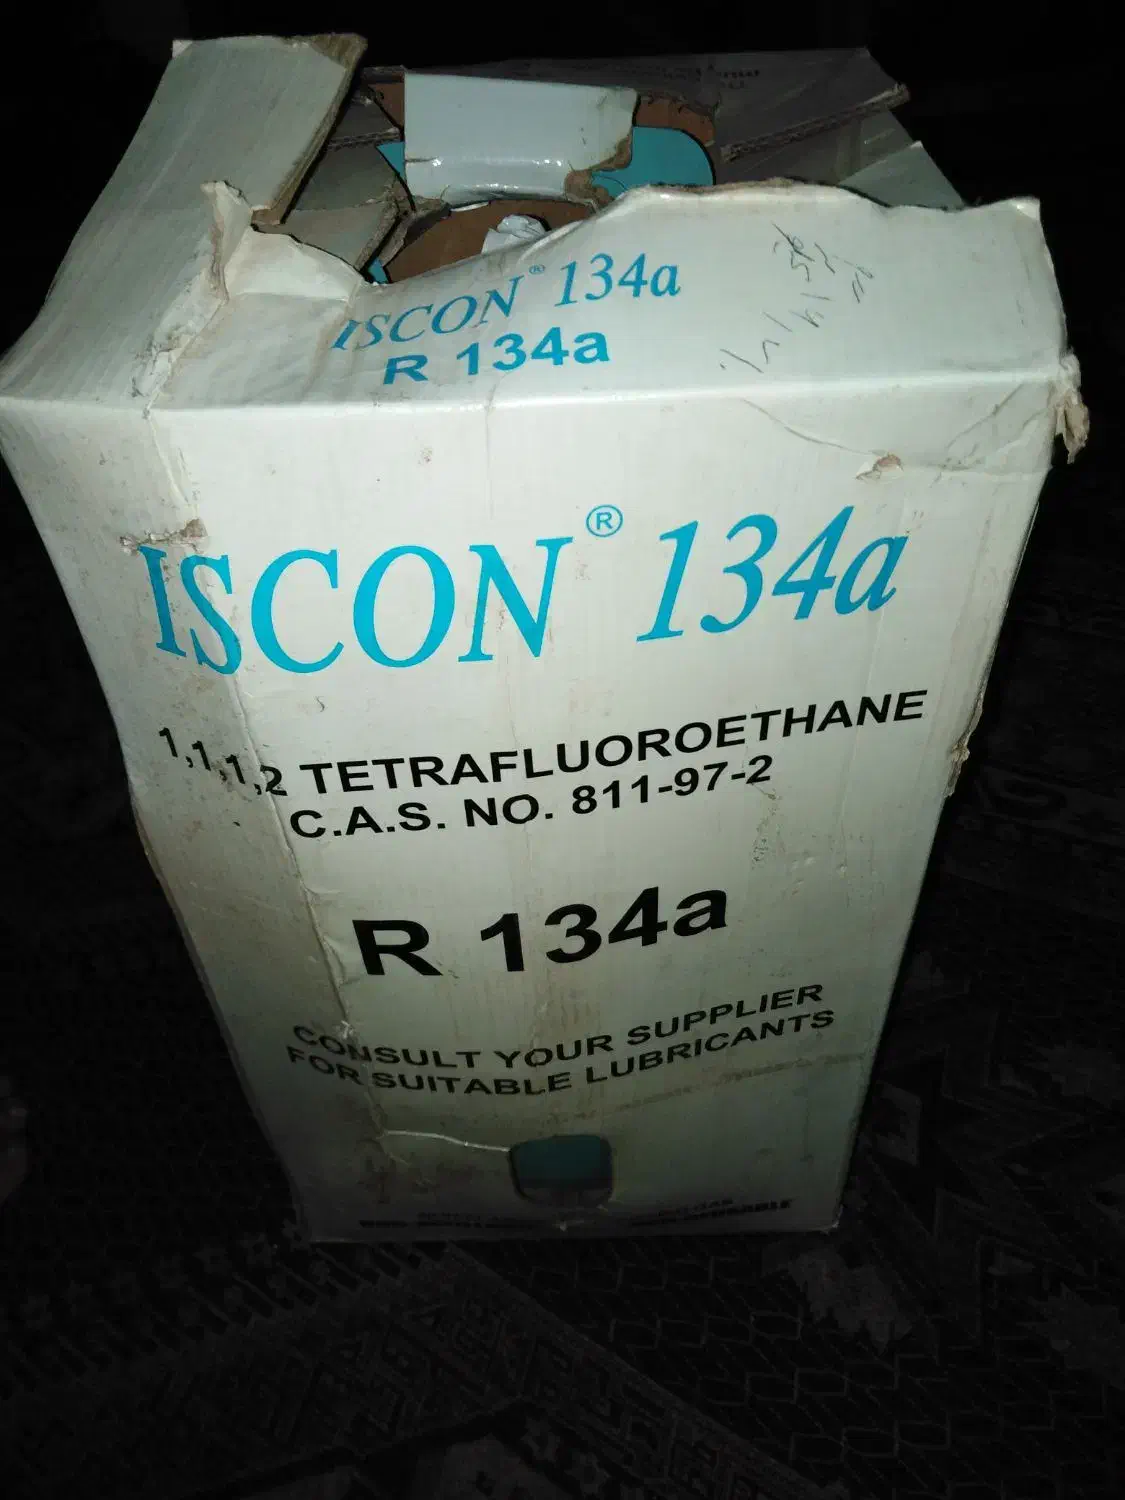 ISCON® 134a
R 134a
ISCON® 134a
1,1,1,2 TETRAFLUOROETHANE
C.A.S. NO. 811-97-2
R 134a
CONSULT YOUR SUPPLIER
FOR SUITABLE LUBRICANTS